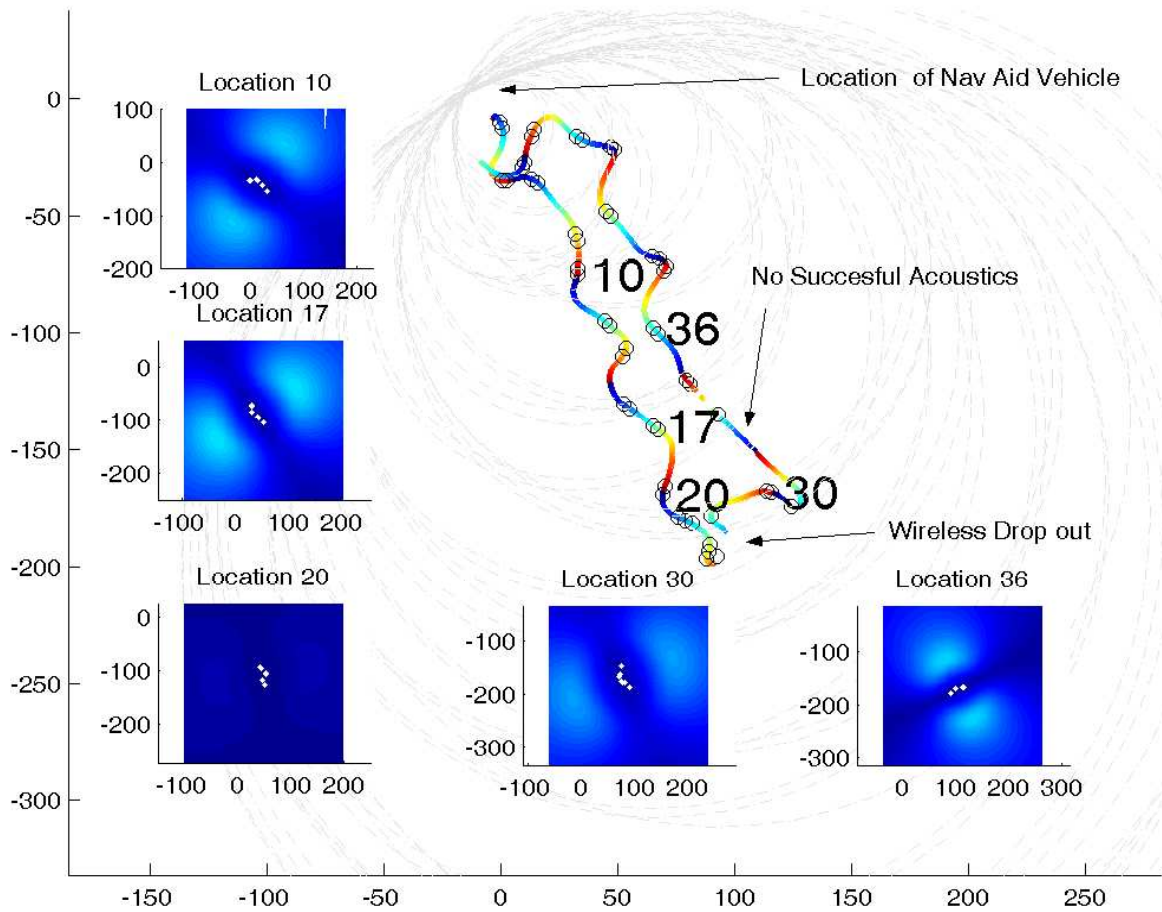 Location of Nav Aid Vehicle
Location 10
0
100
0
-100
-200
0 100 200
-50
-100
-150
-200
-250
-300
10
36
17
20
30
No Succesful Acoustics
Wireless Drop out
Location 17
0
-100
-200
-100 0 100 200
Location 20
0
-100
-200
-100 0 100 200
Location 30
-100
-200
-300
-100 0 100 200
Location 36
-100
-200
-300
0 100 200 300
-150 -100 -50 0 50 100 150 200 250